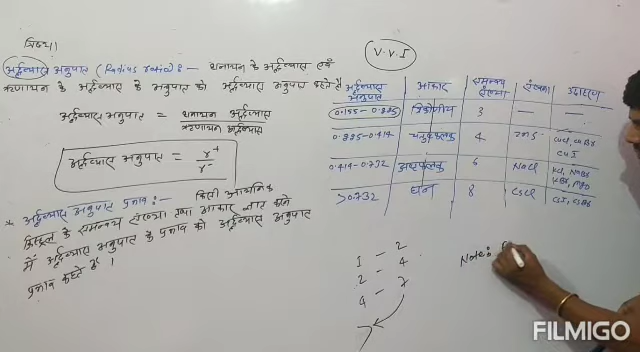 त्रिज्या
अर्द्धव्यास अनुपात (Radius ratio) :- धनायन के अर्द्धव्यास एवं
ऋणायन के अर्द्धव्यास के अनुपात को अर्द्धव्यास अनुपात कहते हैं
अर्द्धव्यास अनुपात = धनायन अर्द्धव्यास
ऋणायन अर्द्धव्यास
अर्द्धव्यास अनुपात = r+
r-
* अर्द्धव्यास अनुपात प्रभाव :- किसी आयनिक
क्रिस्टल के समन्वय संख्या तथा आकार ज्ञात
में अर्द्धव्यास अनुपात के प्रभाव को अर्द्धव्यास अनुपात
प्रभाव कहते हैं ।
V.V.I
अर्द्धव्यास अनुपात आकार समन्वय संख्या संरचना उदाहरण
0.155-0.225 त्रिकोणीय 3 — —
0.225-0.414 चतुष्फलक 4 ZnS CuCl, CuBr
CuI
0.414-0.732 अष्टफलक 6 NaCl KCl, NaBr
KBr, MgO
>0.732 घन 8 CsCl CsI, CsBr
1 - 2
2 - 4
4 - 7
7
Note:
FILMIGO